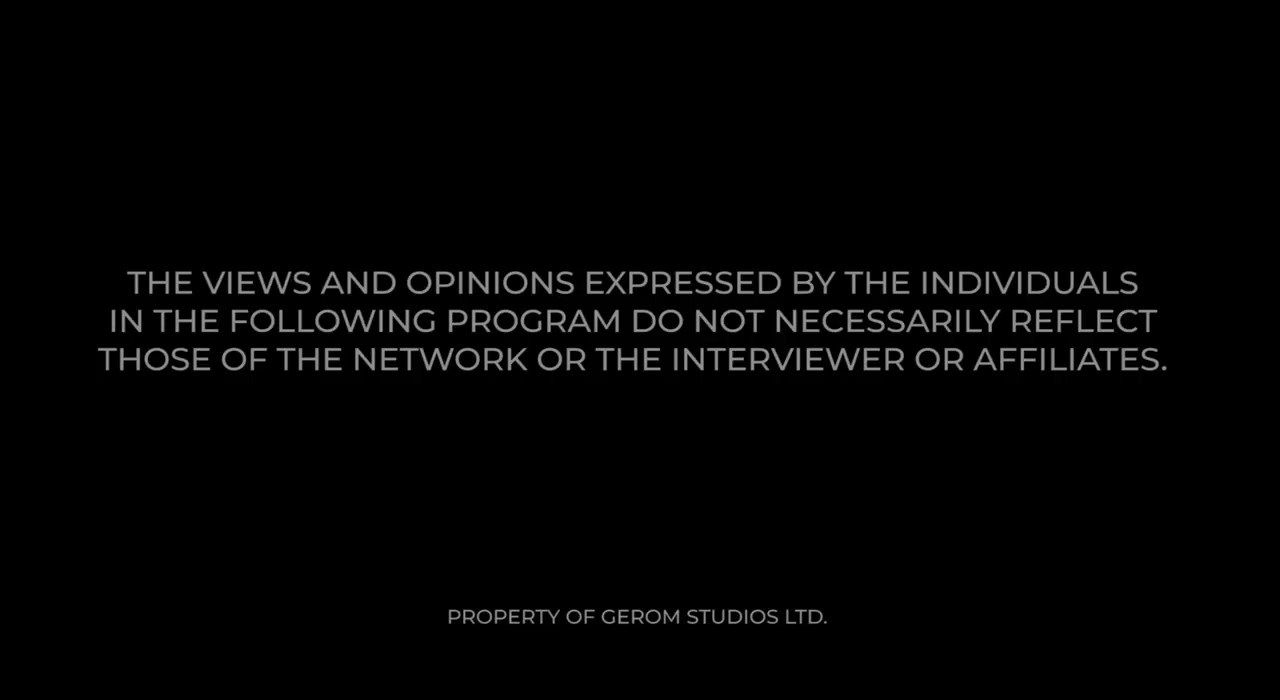 THE VIEWS AND OPINIONS EXPRESSED BY THE INDIVIDUALS
IN THE FOLLOWING PROGRAM DO NOT NECESSARILY REFLECT
THOSE OF THE NETWORK OR THE INTERVIEWER OR AFFILIATES.
PROPERTY OF GEROM STUDIOS LTD.